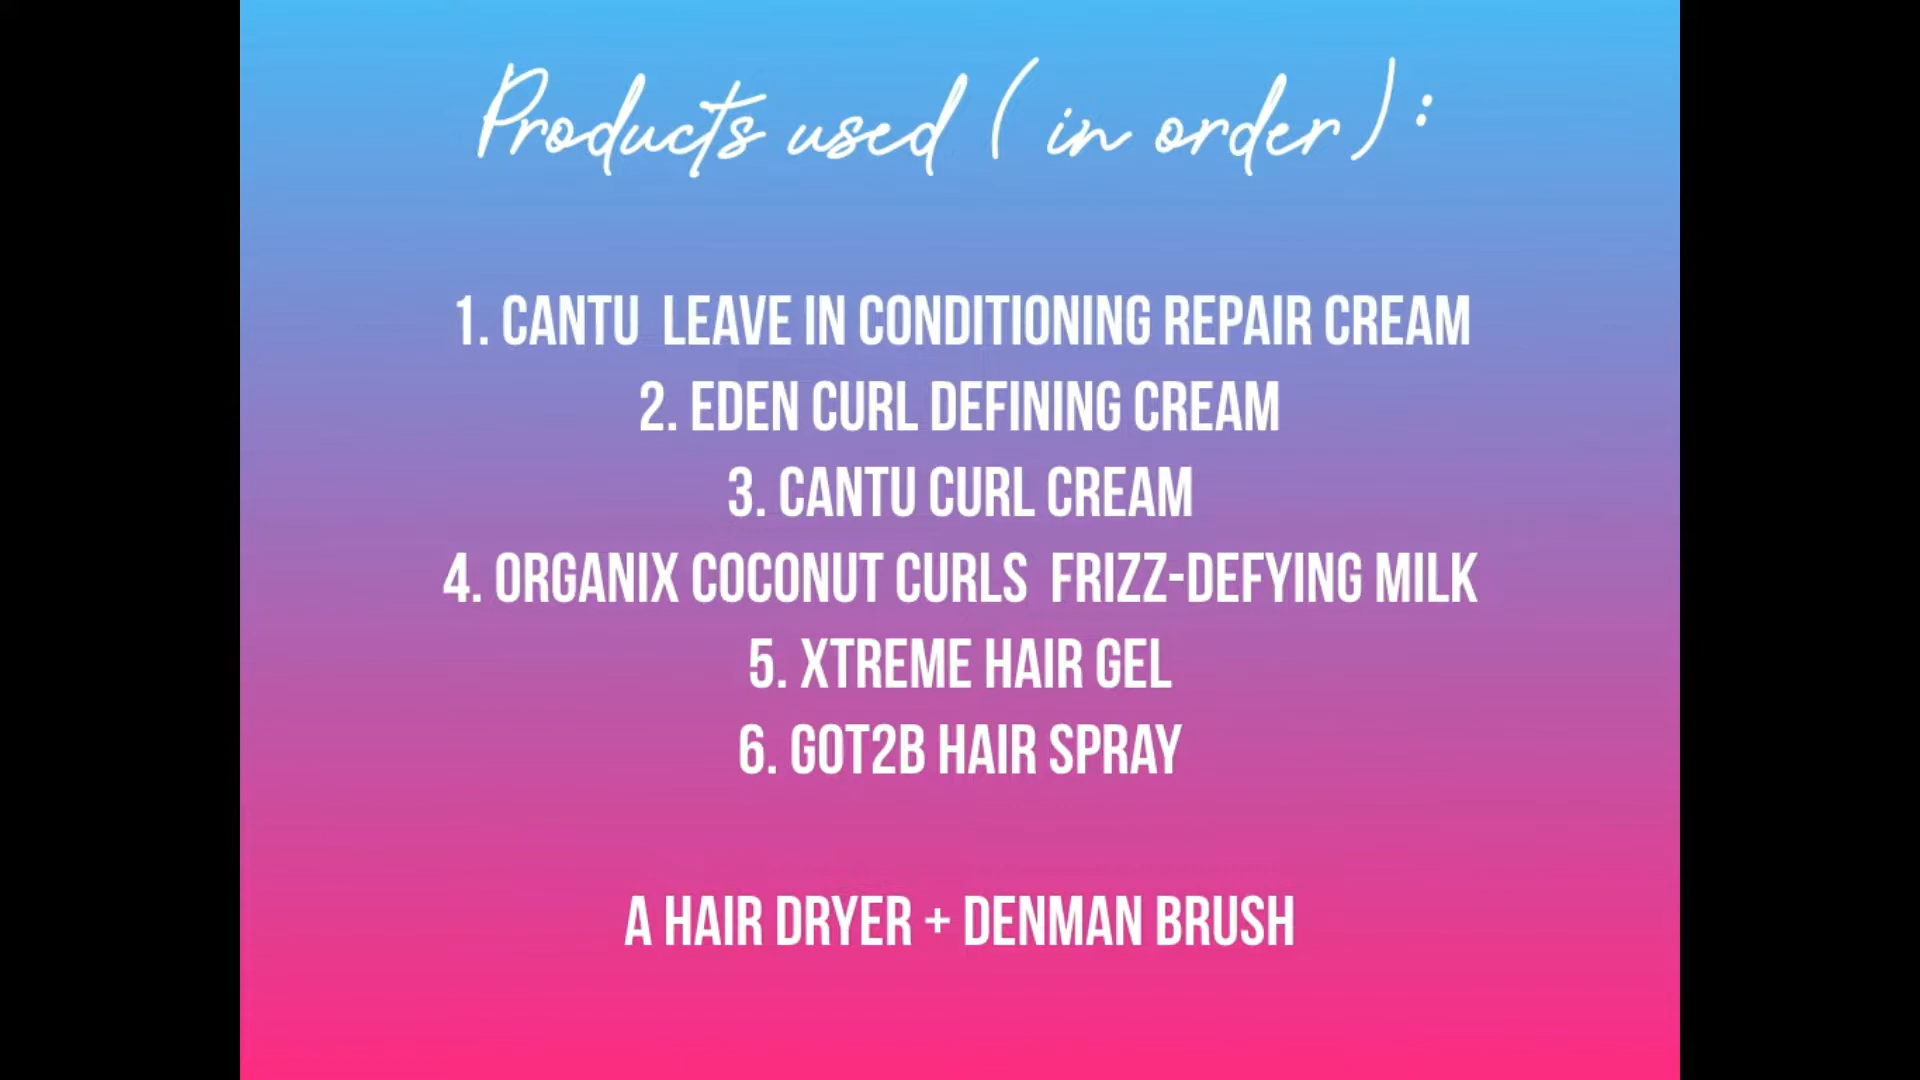 Products used ( in order ) :
1. CANTU LEAVE IN CONDITIONING REPAIR CREAM
2. EDEN CURL DEFINING CREAM
3. CANTU CURL CREAM
4. ORGANIX COCONUT CURLS FRIZZ-DEFYING MILK
5. XTREME HAIR GEL
6. GOT2B HAIR SPRAY
A HAIR DRYER + DENMAN BRUSH